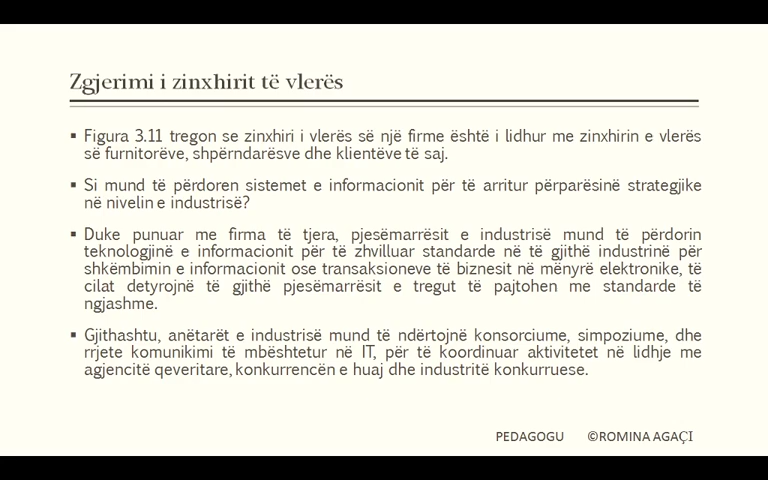 Zgjerimi i zinxhirit të vlerës
▪ Figura 3.11 tregon se zinxhiri i vlerës së një firme është i lidhur me zinxhirin e vlerës
së furnitorëve, shpërndarësve dhe klientëve të saj.
▪ Si mund të përdoren sistemet e informacionit për të arritur përparësinë strategjike
në nivelin e industrisë?
▪ Duke punuar me firma të tjera, pjesëmarrësit e industrisë mund të përdorin
teknologjinë e informacionit për të zhvilluar standarde në të gjithë industrinë për
shkëmbimin e informacionit ose transaksioneve të biznesit në mënyrë elektronike, të
cilat detyrojnë të gjithë pjesëmarrësit e tregut të pajtohen me standarde të
ngjashme.
▪ Gjithashtu, anëtarët e industrisë mund të ndërtojnë konsorciume, simpoziume, dhe
rrjete komunikimi të mbështetur në IT, për të koordinuar aktivitetet në lidhje me
agjencitë qeveritare, konkurrencën e huaj dhe industritë konkurruese.
PEDAGOGU ©ROMINA AGAÇI